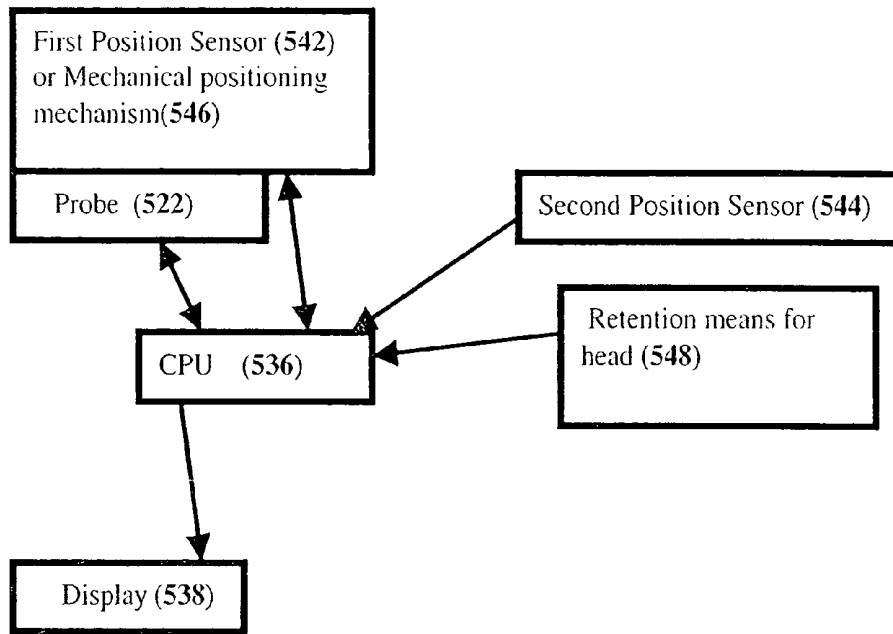 First Position Sensor (542)
or Mechanical positioning
mechanism(546)
Probe (522)
Second Position Sensor (544)
Retention means for
head (548)
CPU (536)
Display (538)